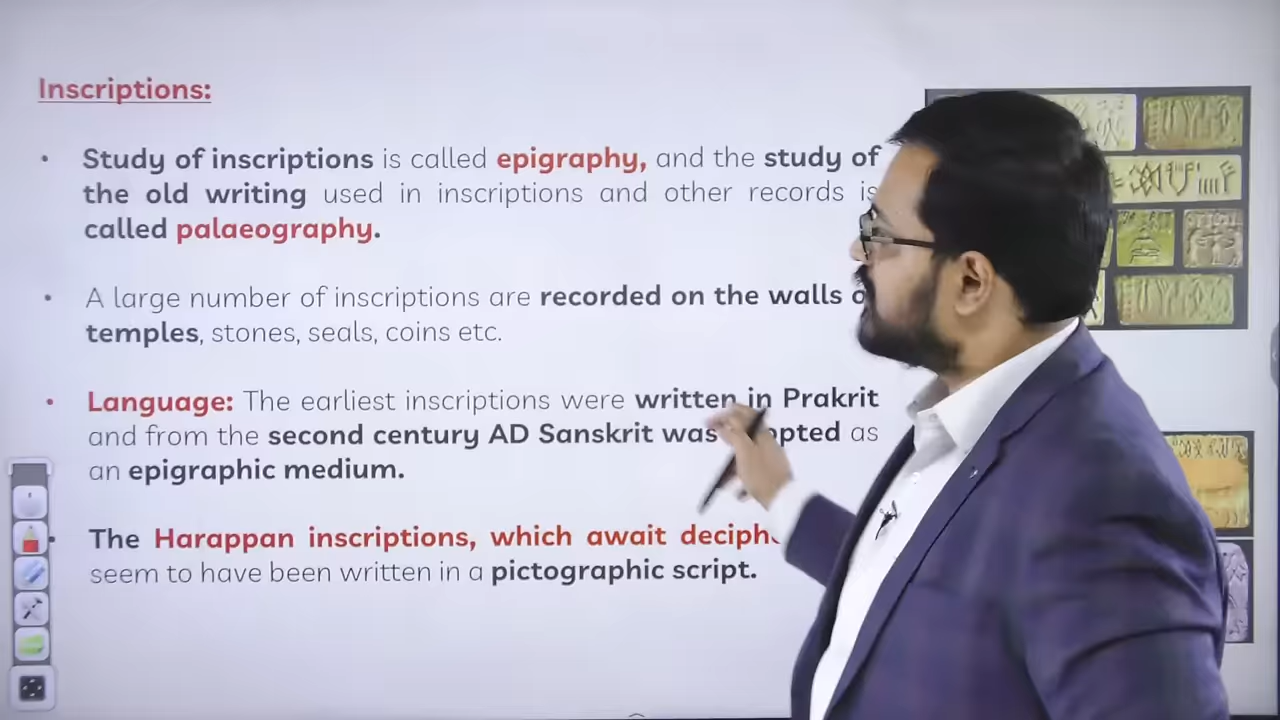 Inscriptions:
• Study of inscriptions is called epigraphy, and the study of
the old writing used in inscriptions and other records is
called palaeography.
• A large number of inscriptions are recorded on the walls
temples, stones, seals, coins etc.
• Language: The earliest inscriptions were written in Prakrit
and from the second century AD Sanskrit was as
an epigraphic medium.
• The Harappan inscriptions, which await
seem to have been written in a pictographic script.